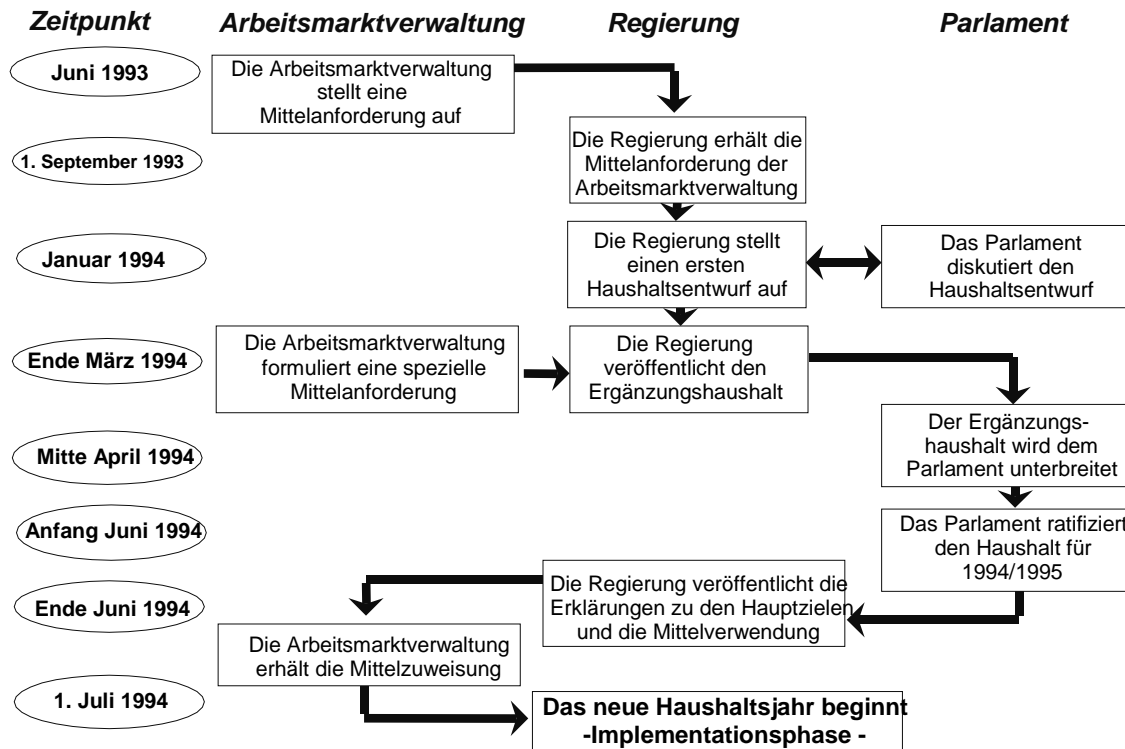 Zeitpunkt Arbeitsmarktverwaltung Regierung Parlament
Juni 1993
Die Arbeitsmarktverwaltung
stellt eine
Mittelanforderung auf
1. September 1993
Die Regierung erhält die
Mittelanforderung der
Arbeitsmarktverwaltung
Januar 1994
Die Regierung stellt
einen ersten
Haushaltsentwurf auf
Das Parlament
diskutiert den
Haushaltsentwurf
Ende März 1994
Die Arbeitsmarktverwaltung
formuliert eine spezielle
Mittelanforderung
Die Regierung
veröffentlicht den
Ergänzungshaushalt
Mitte April 1994
Der Ergänzungs-
haushalt wird dem
Parlament unterbreitet
Anfang Juni 1994
Das Parlament ratifiziert
den Haushalt für
1994/1995
Ende Juni 1994
Die Regierung veröffentlicht die
Erklärungen zu den Hauptzielen
und die Mittelverwendung
Die Arbeitsmarktverwaltung
erhält die Mittelzuweisung
1. Juli 1994
Das neue Haushaltsjahr beginnt
-Implementationsphase -